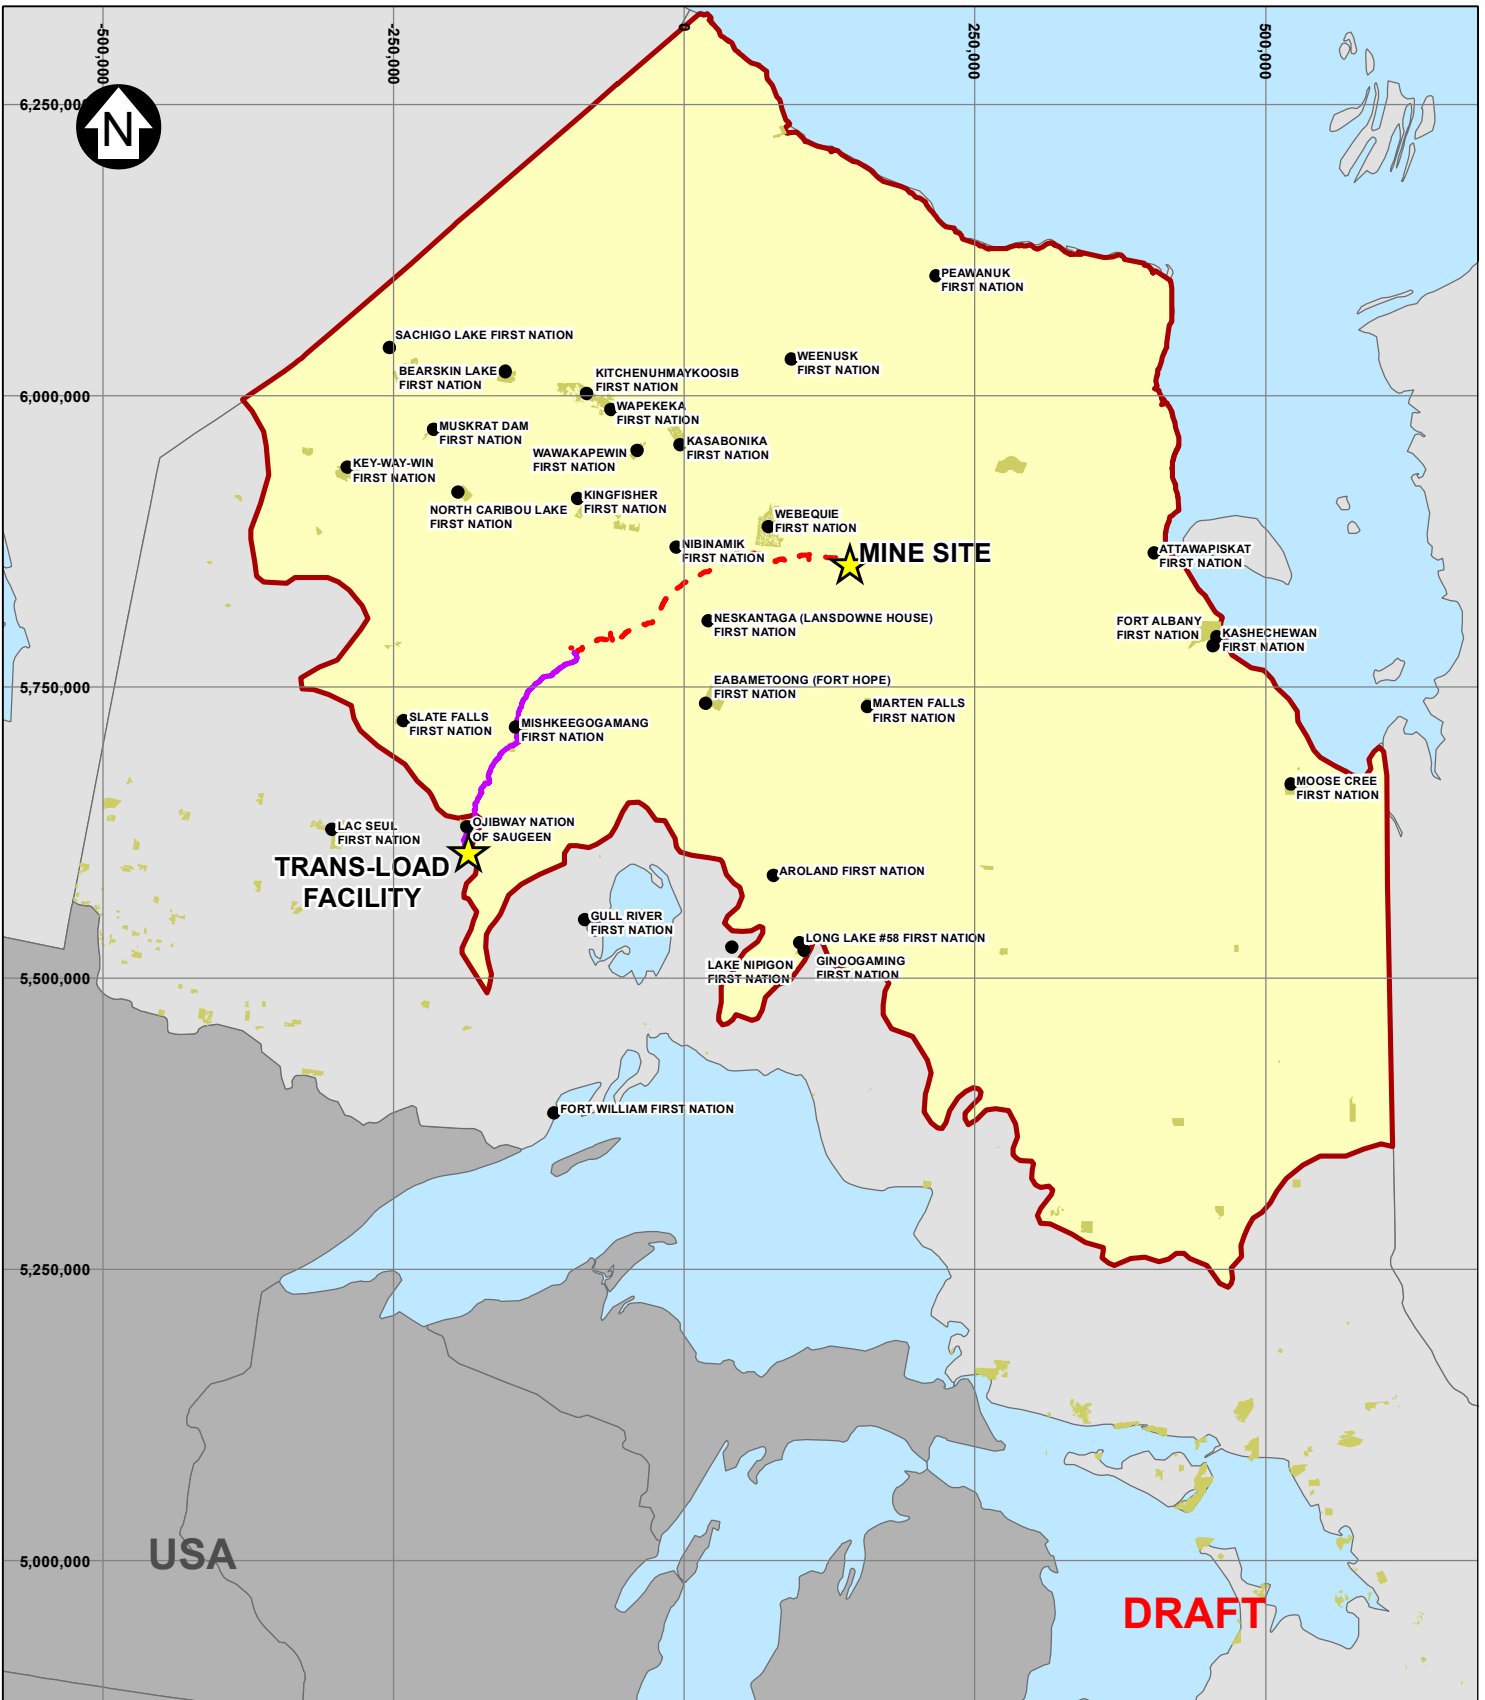 -500,000
-250,000
0
250,000
500,000
6,250,000
N
PEAWANUK
FIRST NATION
SACHIGO LAKE FIRST NATION
BEARSKIN LAKE
FIRST NATION
KITCHENUHMAYKOOSIB
FIRST NATION
WEENUSK
FIRST NATION
6,000,000
WAPEKEKA
FIRST NATION
MUSKRAT DAM
FIRST NATION
WAWAKAPEWIN
FIRST NATION
KASABONIKA
FIRST NATION
KEY-WAY-WIN
FIRST NATION
NORTH CARIBOU LAKE
FIRST NATION
KINGFISHER
FIRST NATION
WEBEQUIE
FIRST NATION
NIBINAMIK
FIRST NATION
MINE SITE
ATTAWAPISKAT
FIRST NATION
NESKANTAGA (LANSDOWNE HOUSE)
FIRST NATION
FORT ALBANY
FIRST NATION
KASHECHEWAN
FIRST NATION
5,750,000
EABAMETOONG (FORT HOPE)
FIRST NATION
MARTEN FALLS
FIRST NATION
SLATE FALLS
FIRST NATION
MISHKEEGOGAMANG
FIRST NATION
MOOSE CREE
FIRST NATION
LAC SEUL
FIRST NATION
OJIBWAY NATION
OF SAUGEEN
TRANS-LOAD
FACILITY
AROLAND FIRST NATION
GULL RIVER
FIRST NATION
LONG LAKE #58 FIRST NATION
LAKE NIPIGON
FIRST NATION
GINOOGAMING
FIRST NATION
5,500,000
FORT WILLIAM FIRST NATION
5,250,000
5,000,000
USA
DRAFT